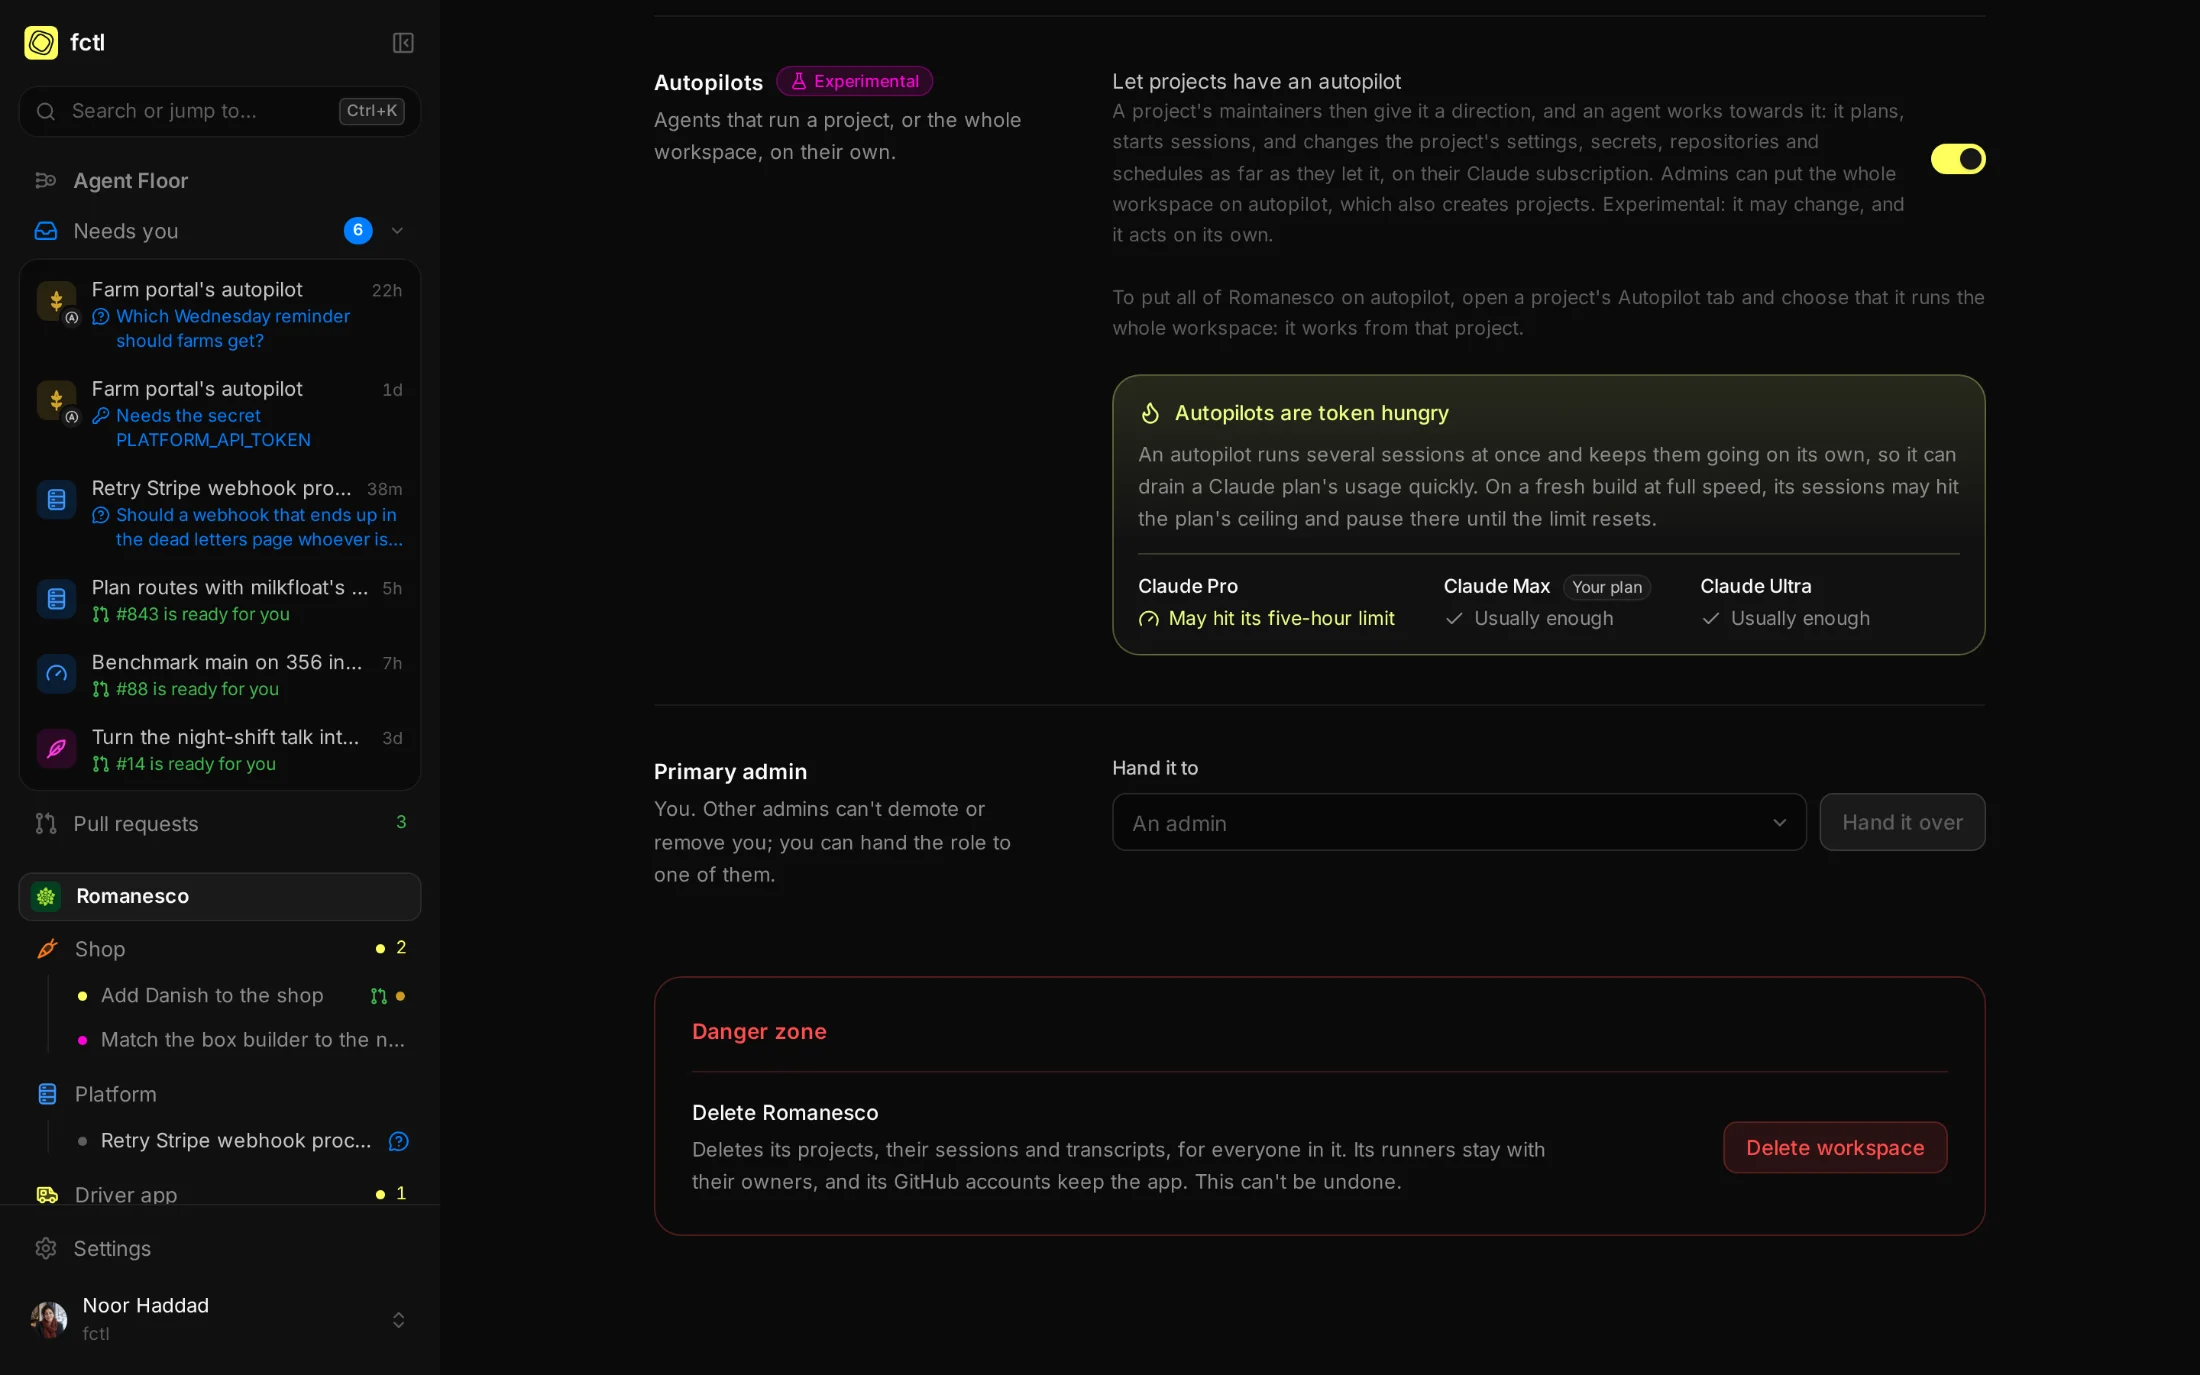 fctl
Search or jump to...
Ctrl+K
Agent Floor
Needs you
6
Farm portal's autopilot
22h
Which Wednesday reminder
should farms get?
Farm portal's autopilot
1d
Needs the secret
PLATFORM_API_TOKEN
Retry Stripe webhook pro...
38m
Should a webhook that ends up in
the dead letters page whoever is...
Plan routes with milkfloat's ...
5h
#843 is ready for you
Benchmark main on 356 in...
7h
#88 is ready for you
Turn the night-shift talk int...
3d
#14 is ready for you
Pull requests
3
Romanesco
Shop
2
Add Danish to the shop
Match the box builder to the n...
Platform
Retry Stripe webhook proc...
Driver app
1
Settings
Noor Haddad
fctl
Autopilots
Experimental
Agents that run a project, or the whole
workspace, on their own.
Let projects have an autopilot
A project's maintainers then give it a direction, and an agent works towards it: it plans,
starts sessions, and changes the project's settings, secrets, repositories and
schedules as far as they let it, on their Claude subscription. Admins can put the whole
workspace on autopilot, which also creates projects. Experimental: it may change, and
it acts on its own.
To put all of Romanesco on autopilot, open a project's Autopilot tab and choose that it runs the
whole workspace: it works from that project.
Autopilots are token hungry
An autopilot runs several sessions at once and keeps them going on its own, so it can
drain a Claude plan's usage quickly. On a fresh build at full speed, its sessions may hit
the plan's ceiling and pause there until the limit resets.
Claude Pro
May hit its five-hour limit
Claude Max
Your plan
Usually enough
Claude Ultra
Usually enough
Primary admin
You. Other admins can't demote or
remove you; you can hand the role to
one of them.
Hand it to
An admin
Hand it over
Danger zone
Delete Romanesco
Deletes its projects, their sessions and transcripts, for everyone in it. Its runners stay with
their owners, and its GitHub accounts keep the app. This can't be undone.
Delete workspace